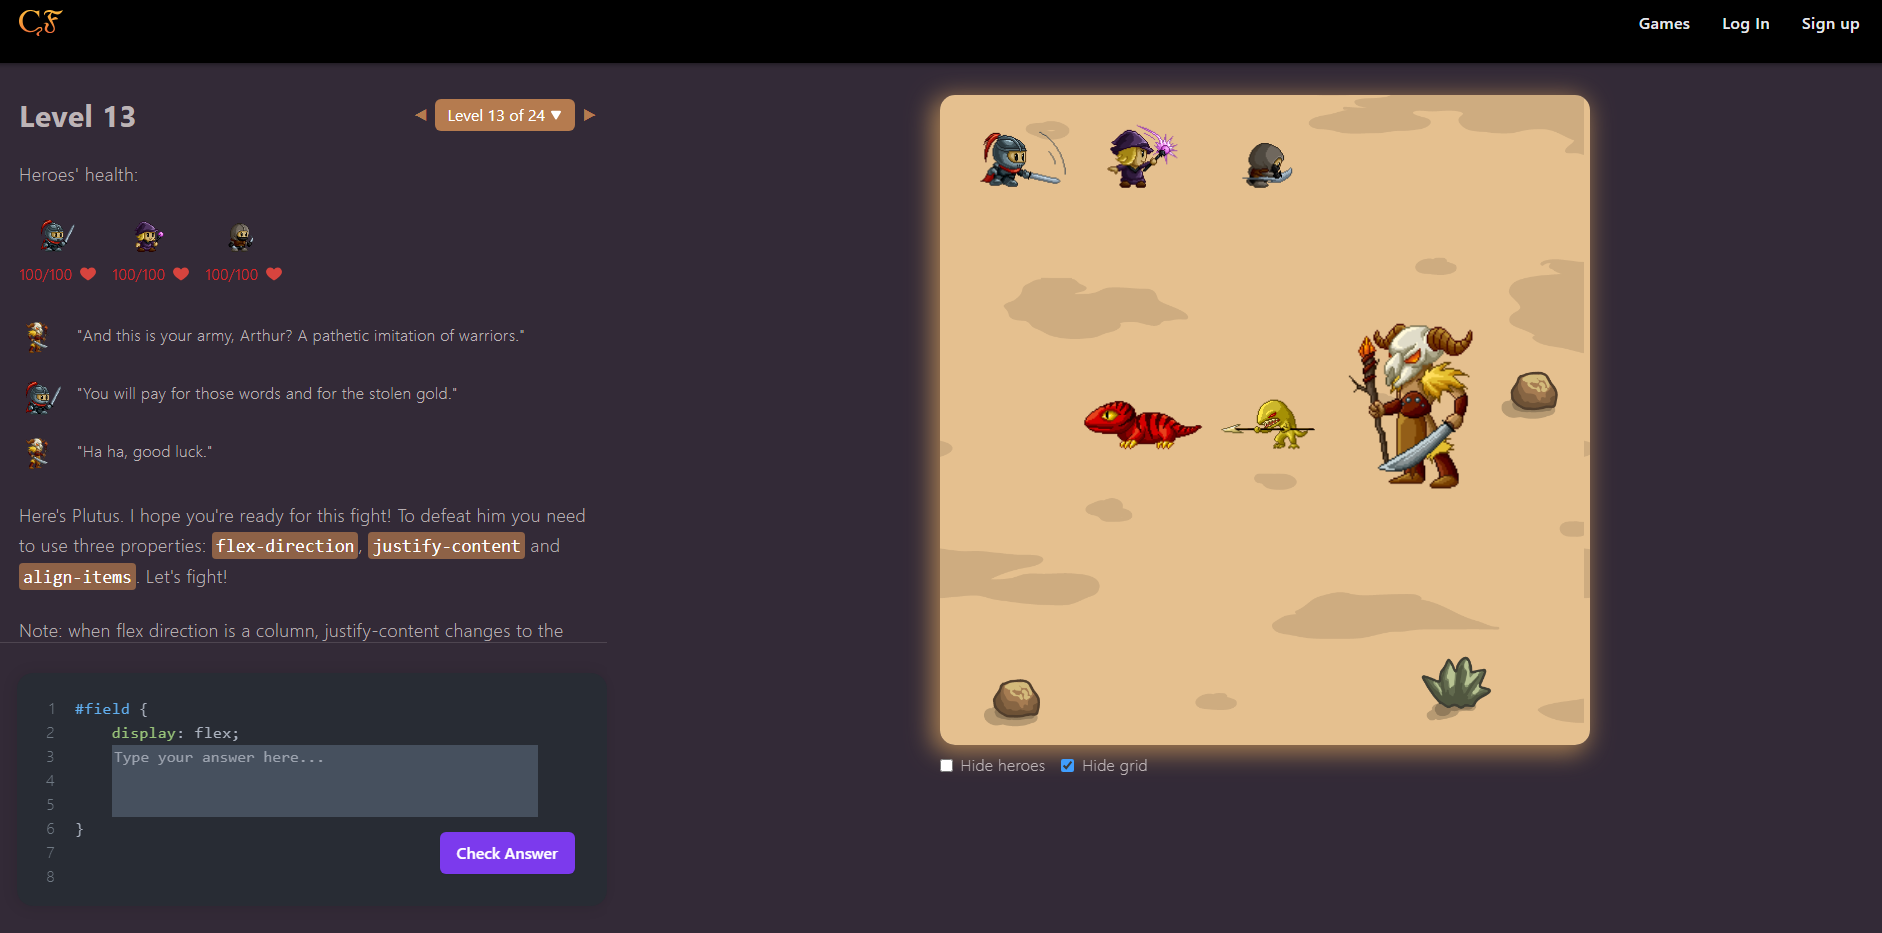 CF
Games Log In Sign up
Level 13
◀ Level 13 of 24 ▼ ▶
Heroes' health:
100/100 100/100 100/100
"And this is your army, Arthur? A pathetic imitation of warriors."
"You will pay for those words and for the stolen gold."
"Ha ha, good luck."
Here's Plutus. I hope you're ready for this fight! To defeat him you need
to use three properties: flex-direction, justify-content and
align-items. Let's fight!
Note: when flex direction is a column, justify-content changes to the
1 #field {
2 display: flex;
3 Type your answer here...
4
5
6 }
7
8
Check Answer
Hide heroes Hide grid